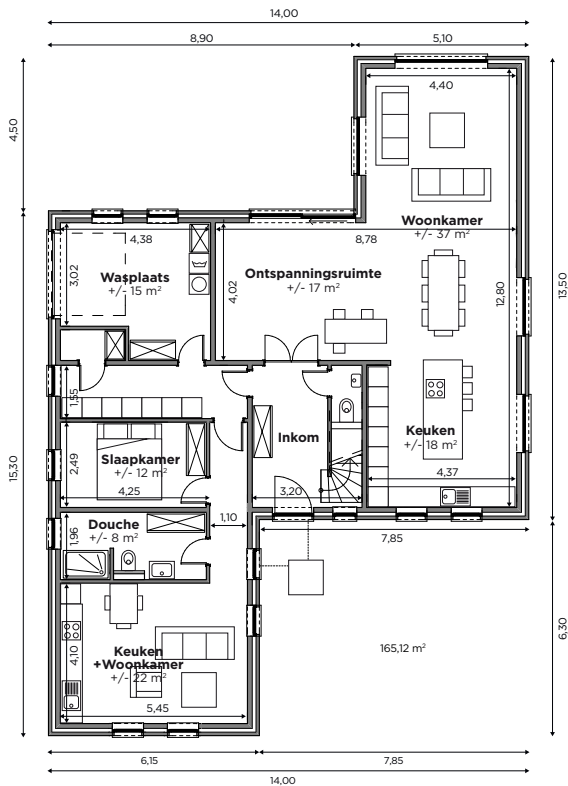 14,00
8,90
5,10
4,40
4,50
Woonkamer
+/- 37 m²
4,38
8,78
3,02
Wasplaats
+/- 15 m²
4,02
Ontspanningsruimte
+/- 17 m²
12,80
13,50
1,55
Inkom
Keuken
+/- 18 m²
2,49
Slaapkamer
+/- 12 m²
4,25
4,37
15,30
3,20
1,10
Douche
+/- 8 m²
1,96
7,85
6,30
165,12 m²
Keuken
+Woonkamer
+/- 22 m²
4,10
5,45
6,15
7,85
14,00